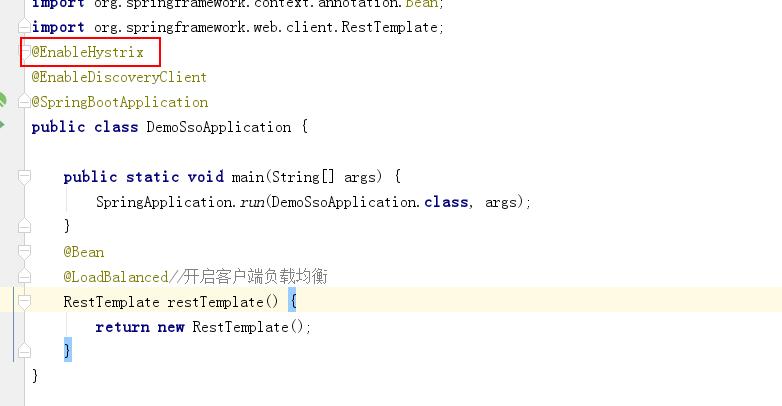 import org.springframework.context.annotation.Bean;
import org.springframework.web.client.RestTemplate;
@EnableHystrix
@EnableDiscoveryClient
@SpringBootApplication
public class DemoSsoApplication {
public static void main(String[] args) {
SpringApplication.run(DemoSsoApplication.class, args);
}
@Bean
@LoadBalanced//开启客户端负载均衡
RestTemplate restTemplate() {
return new RestTemplate();
}
}